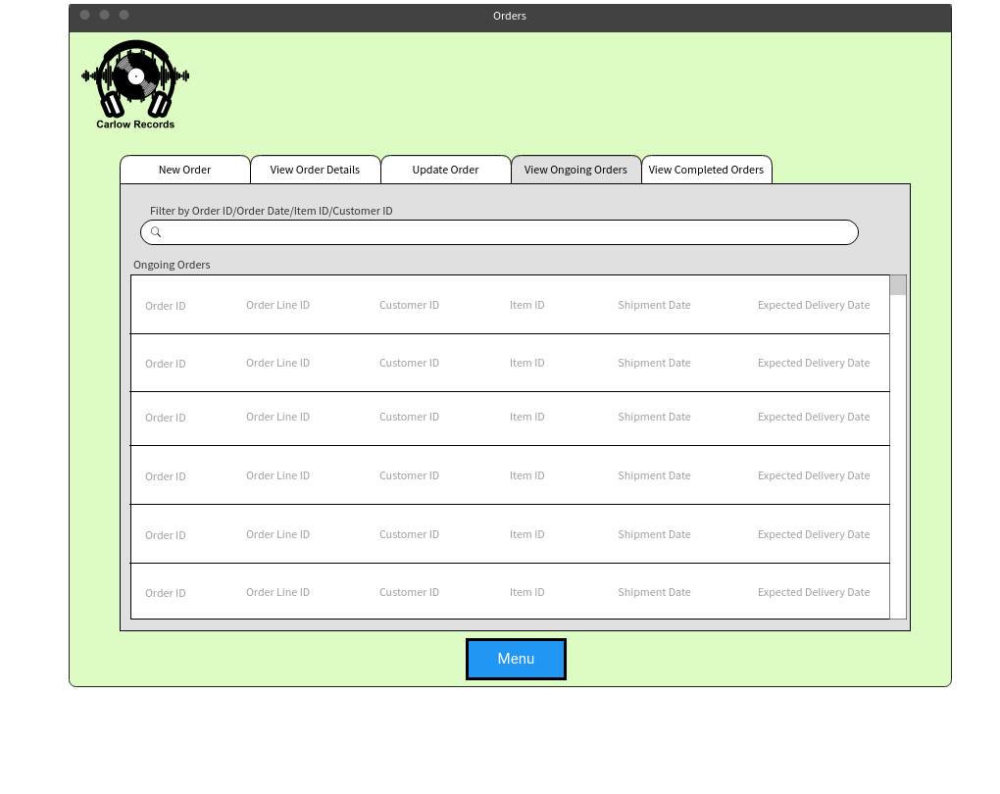 Orders
Carlow Records
New Order View Order Details Update Order View Ongoing Orders View Completed Orders
Filter by Order ID/Order Date/Item ID/Customer ID
Ongoing Orders
Order ID Order Line ID Customer ID Item ID Shipment Date Expected Delivery Date
Order ID Order Line ID Customer ID Item ID Shipment Date Expected Delivery Date
Order ID Order Line ID Customer ID Item ID Shipment Date Expected Delivery Date
Order ID Order Line ID Customer ID Item ID Shipment Date Expected Delivery Date
Order ID Order Line ID Customer ID Item ID Shipment Date Expected Delivery Date
Order ID Order Line ID Customer ID Item ID Shipment Date Expected Delivery Date
Menu